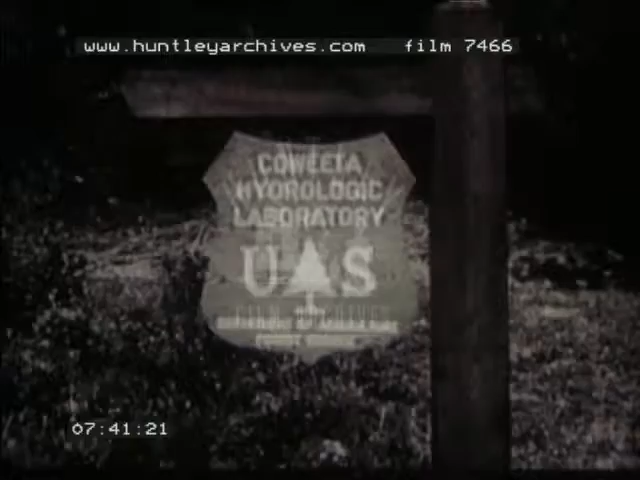 www.huntleyarchives.com film 7466
COWEETA
HYDROLOGIC
LABORATORY
U S
07:41:21